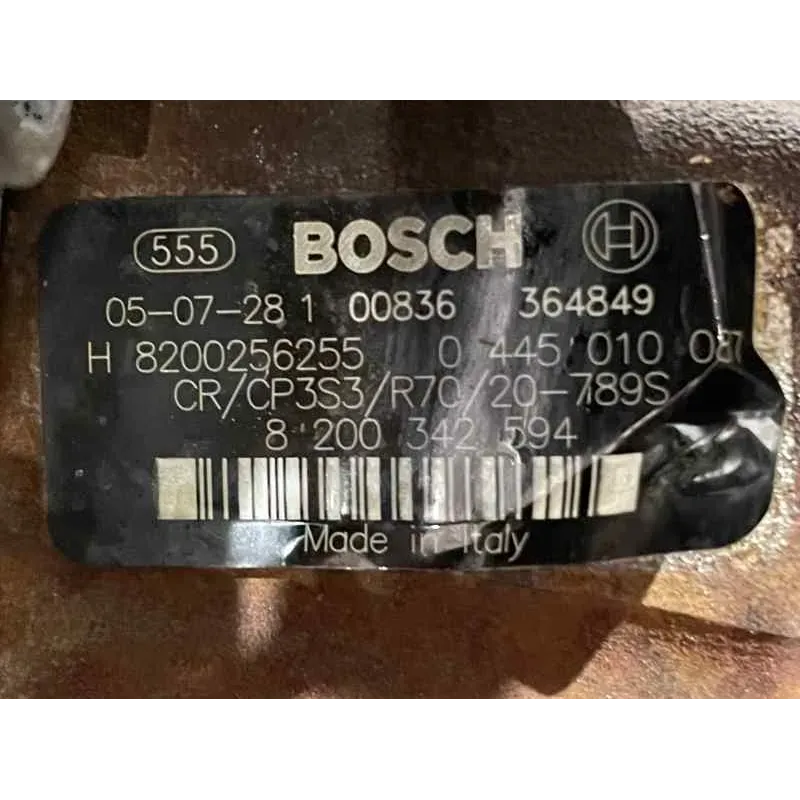 555 BOSCH H
05-07-28 1 00836 364849
H 8200256255 0 445 010 087
CR/CP3S3/R70/20-789S
8 200 342 594
Made in Italy